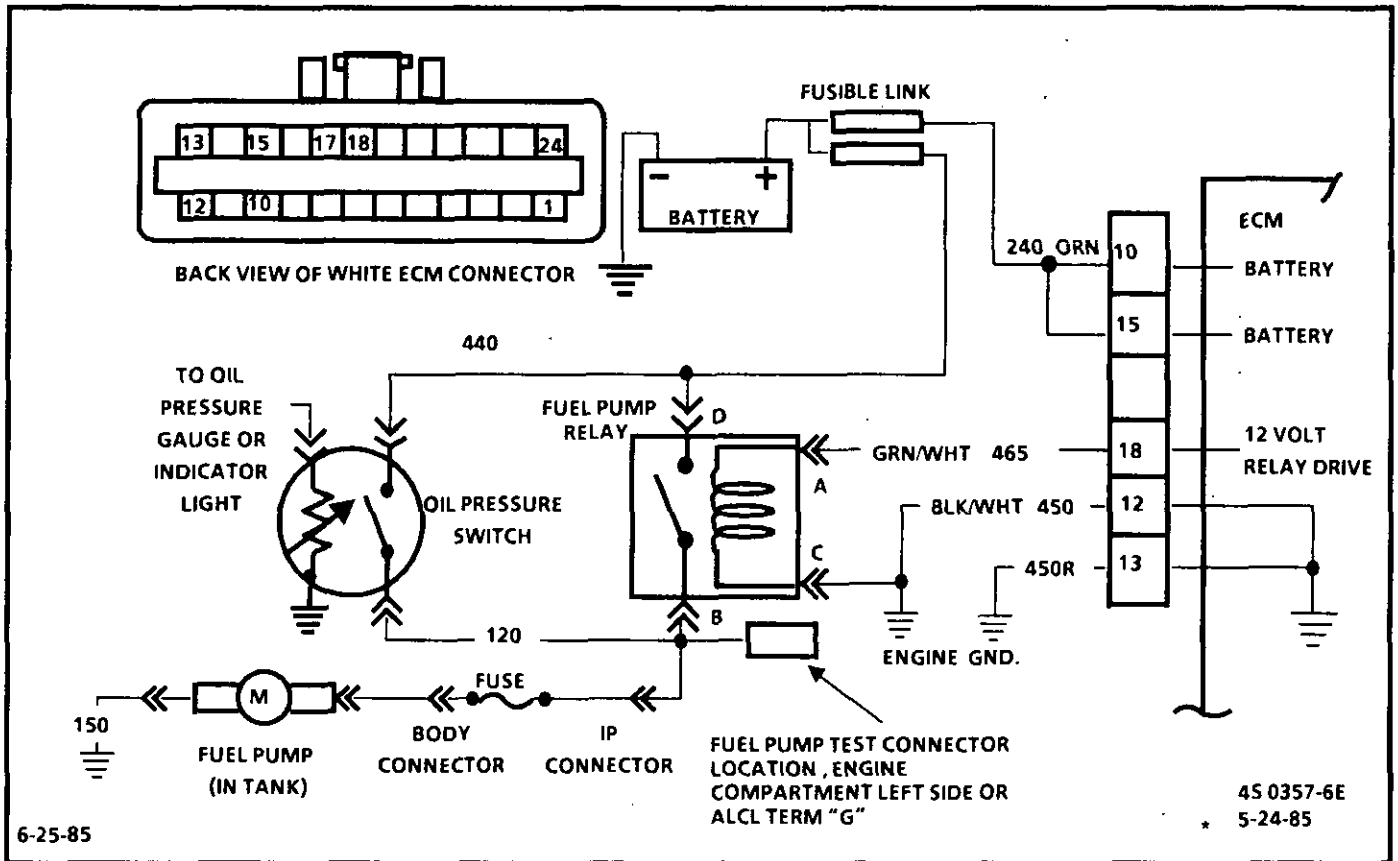 FUSIBLE LINK
13 15 17 18 24
12 10 1
BACK VIEW OF WHITE ECM CONNECTOR
- +
BATTERY
ECM
240 ORN 10
BATTERY
15
BATTERY
440
TO OIL
PRESSURE
GAUGE OR
INDICATOR
LIGHT
OIL PRESSURE
SWITCH
FUEL PUMP
RELAY
D
A
C
B
GRN/WHT 465
18
12 VOLT
RELAY DRIVE
BLK/WHT 450
12
450R
13
ENGINE GND.
120
FUSE
M
150
FUEL PUMP
(IN TANK)
BODY
CONNECTOR
IP
CONNECTOR
FUEL PUMP TEST CONNECTOR
LOCATION , ENGINE
COMPARTMENT LEFT SIDE OR
ALCL TERM "G"
4S 0357-6E
* 5-24-85
6-25-85